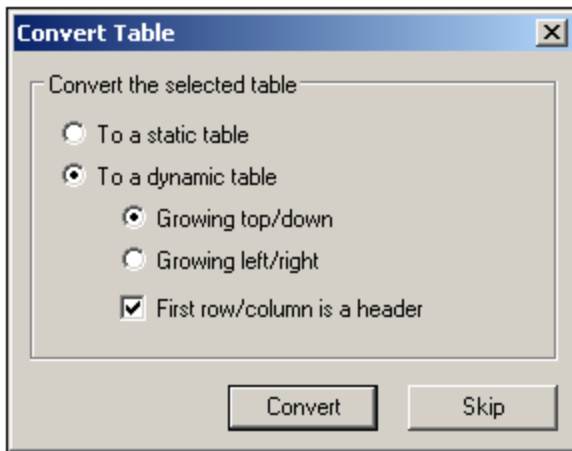 Convert Table
Convert the selected table
To a static table
To a dynamic table
Growing top/down
Growing left/right
First row/column is a header
Convert Skip